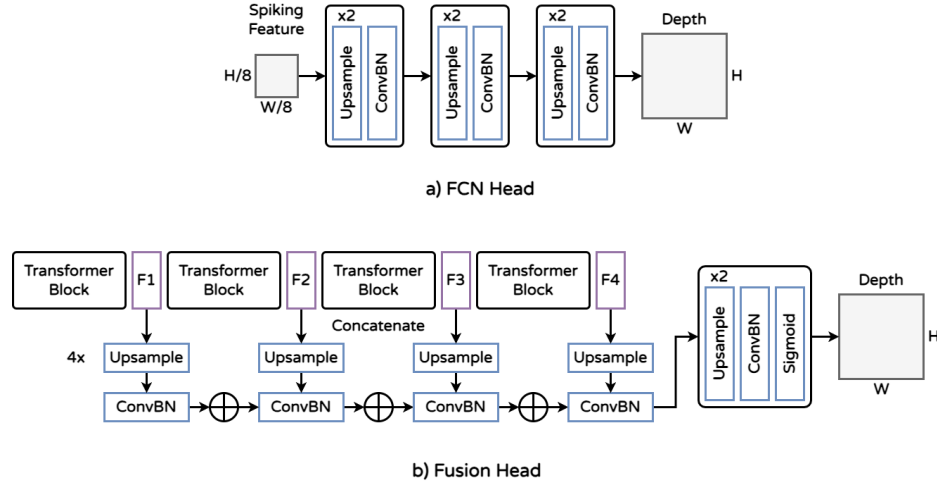 Spiking
Feature
H/8
W/8
x2
Upsample
ConvBN
x2
Upsample
ConvBN
x2
Upsample
ConvBN
Depth
H
W
a) FCN Head
Transformer
Block
F1
Transformer
Block
F2
Transformer
Block
F3
Transformer
Block
F4
Concatenate
4x
Upsample
Upsample
Upsample
Upsample
ConvBN
ConvBN
ConvBN
ConvBN
x2
Upsample
ConvBN
Sigmoid
Depth
H
W
b) Fusion Head